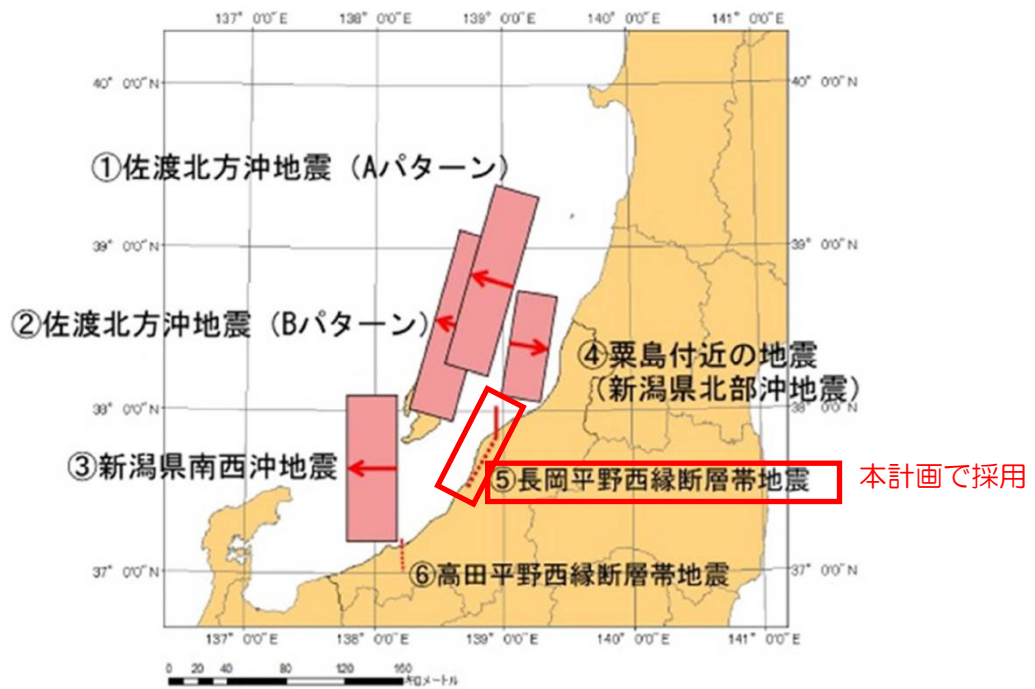 137° 0'0"E 138° 0'0"E 139° 0'0"E 140° 0'0"E 141° 0'0"E
40° 0'0"N 40° 0'0"N
①佐渡北方沖地震（Aパターン）
39° 0'0"N 39° 0'0"N
②佐渡北方沖地震（Bパターン）
④粟島付近の地震
（新潟県北部沖地震）
38° 0'0"N 38° 0'0"N
③新潟県南西沖地震
⑤長岡平野西縁断層帯地震 本計画で採用
37° 0'0"N 37° 0'0"N
⑥高田平野西縁断層帯地震
137° 0'0"E 138° 0'0"E 139° 0'0"E 140° 0'0"E 141° 0'0"E
0 20 40 80 120 160
キロメートル